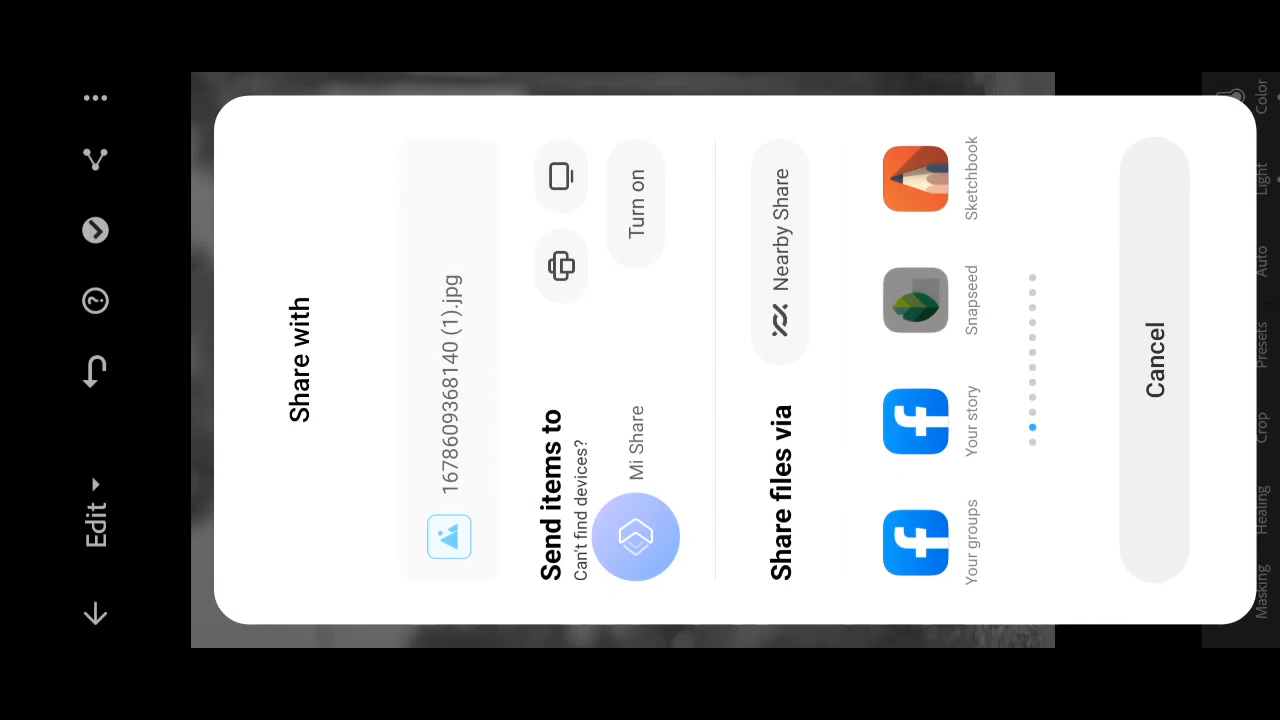 Edit
Share with
1678609368140 (1).jpg
Send items to
Can't find devices?
Mi Share
Turn on
Share files via
Nearby Share
Your groups
Your story
Snapseed
Sketchbook
Cancel
Masking
Healing
Crop
Presets
Auto
Light
Color